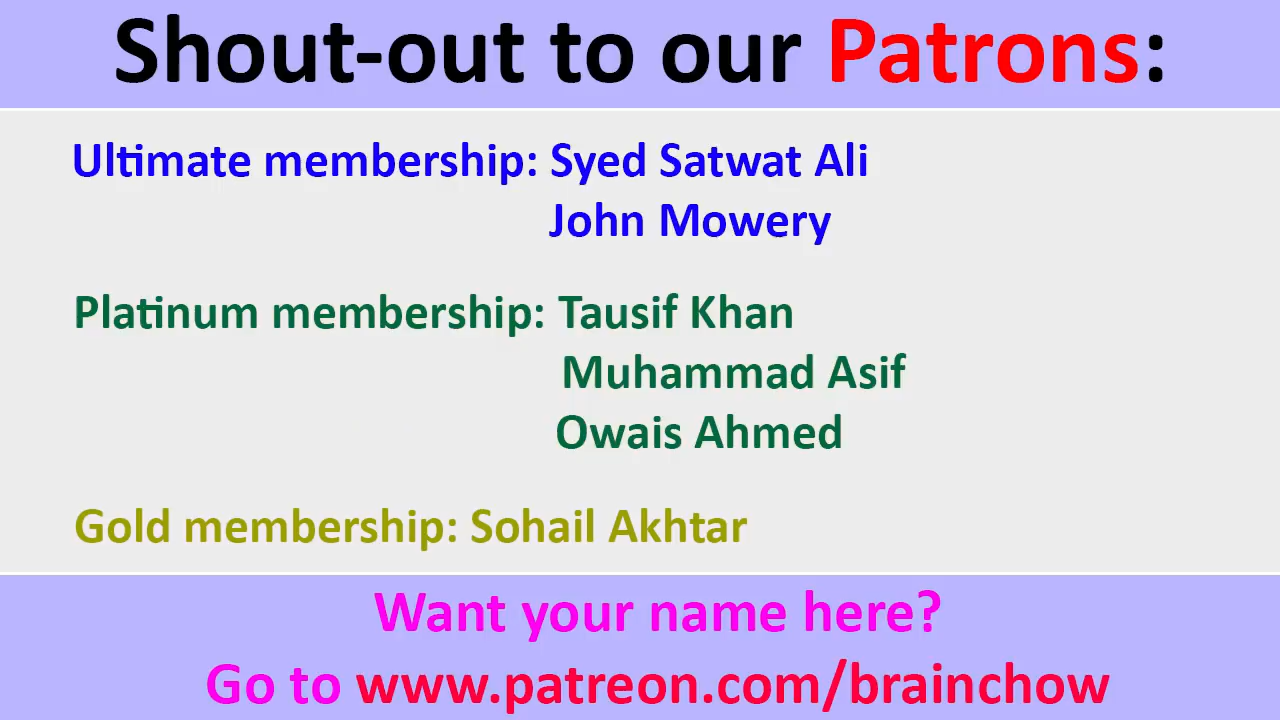 Shout-out to our Patrons:
Ultimate membership: Syed Satwat Ali
John Mowery
Platinum membership: Tausif Khan
Muhammad Asif
Owais Ahmed
Gold membership: Sohail Akhtar
Want your name here?
Go to www.patreon.com/brainchow